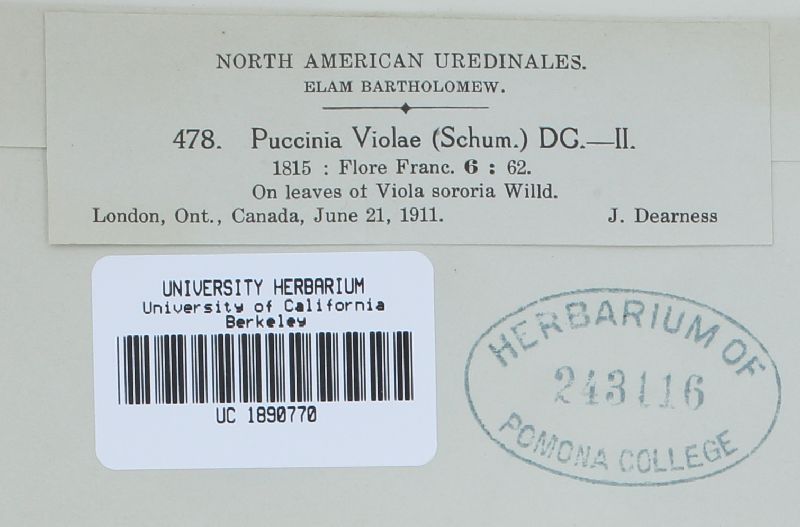 NORTH AMERICAN UREDINALES.
ELAM BARTHOLOMEW.
478. Puccinia Violae (Schum.) DC.—II.
1815 : Flore Franc. 6 : 62.
On leaves ot Viola sororia Willd.
London, Ont., Canada, June 21, 1911. J. Dearness
UNIVERSITY HERBARIUM
University of California
Berkeley
UC 1890770
HERBARIUM OF
243116
POMONA COLLEGE